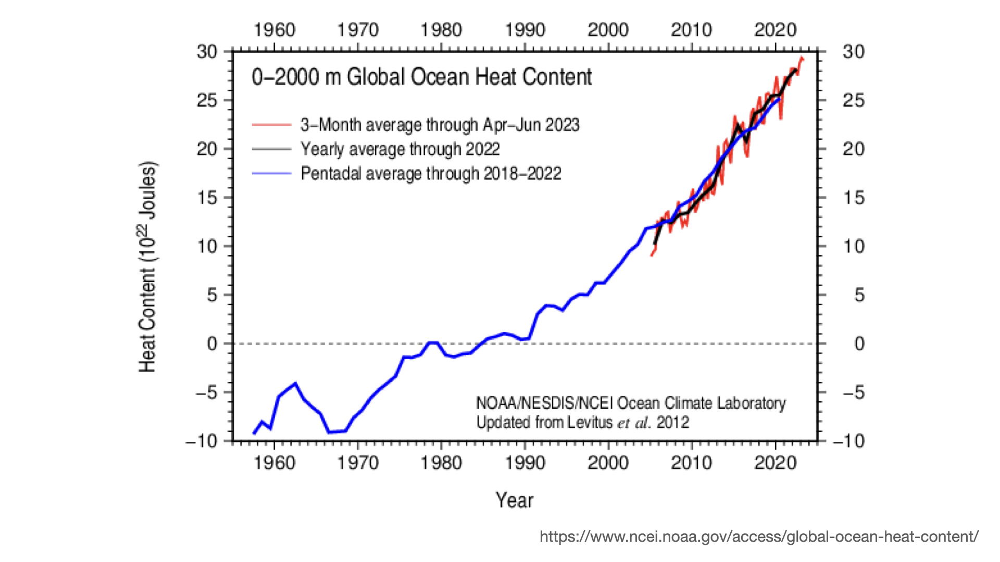 1960 1970 1980 1990 2000 2010 2020
30 30
0–2000 m Global Ocean Heat Content
25 25
3–Month average through Apr–Jun 2023
Yearly average through 2022
20 20
Pentadal average through 2018–2022
15 15
Heat Content (10²² Joules)
10 10
5 5
0 0
−5 −5
NOAA/NESDIS/NCEI Ocean Climate Laboratory
Updated from Levitus et al. 2012
−10 −10
1960 1970 1980 1990 2000 2010 2020
Year
https://www.ncei.noaa.gov/access/global-ocean-heat-content/